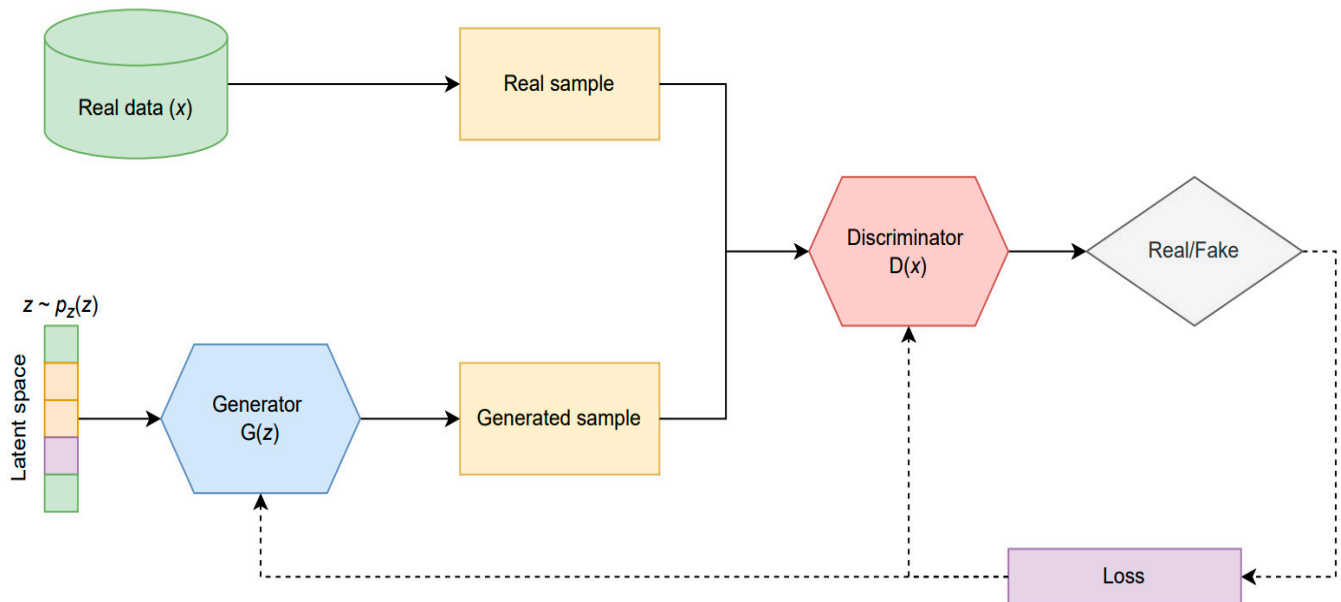 Real data (x)
Real sample
Discriminator
D(x)
Real/Fake
z ~ pz(z)
Latent space
Generator
G(z)
Generated sample
Loss